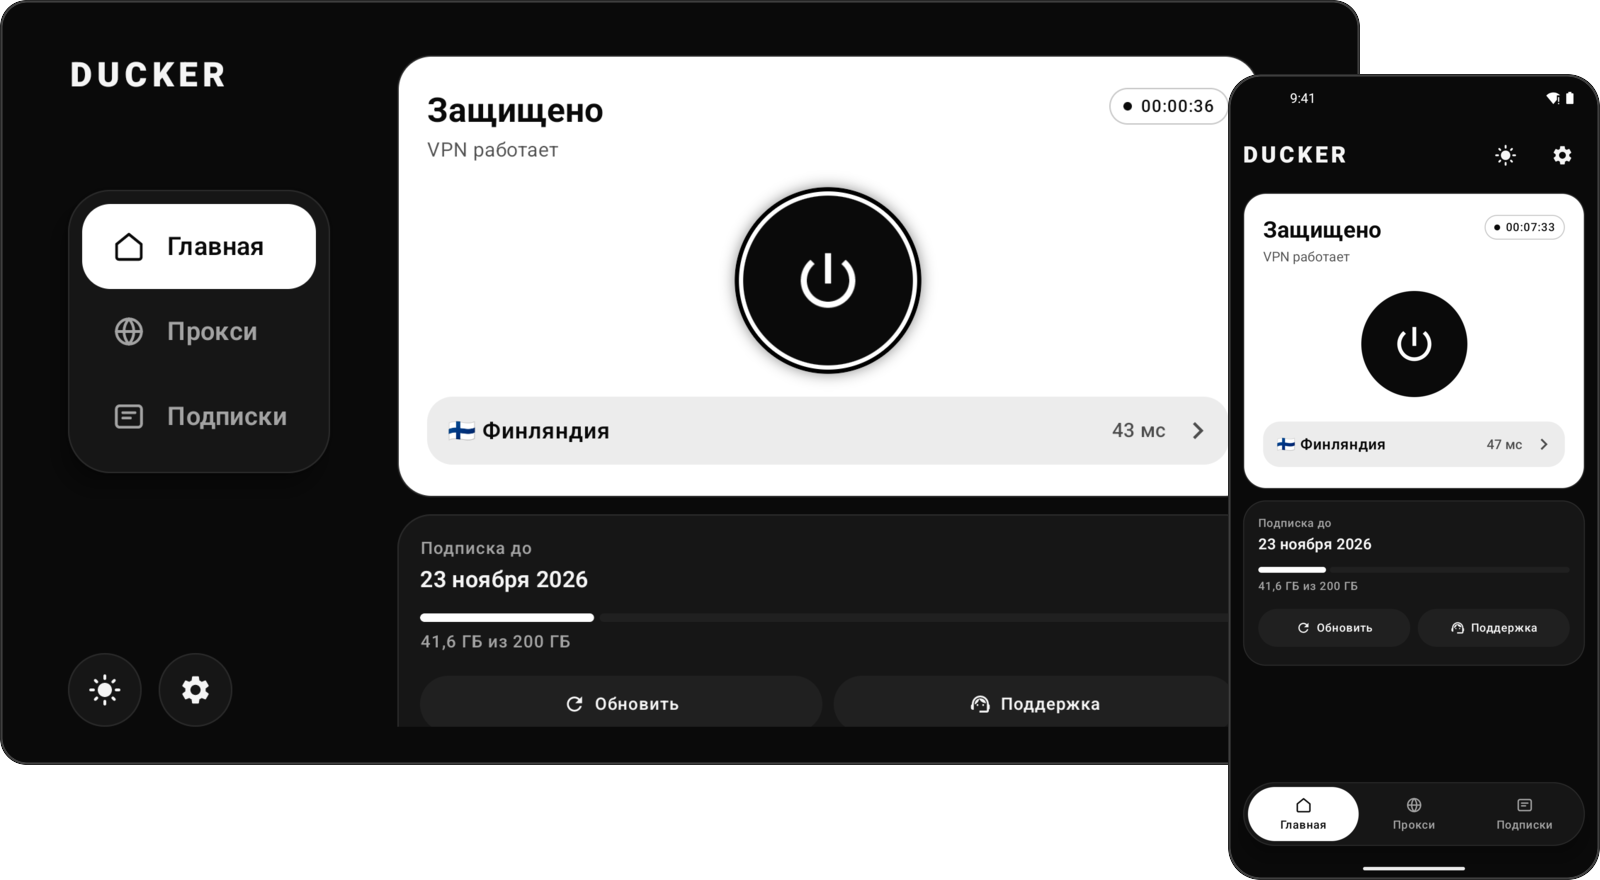 DUCKER
Главная
Прокси
Подписки
Защищено
00:00:36
VPN работает
Финляндия
43 мс
Подписка до
23 ноября 2026
41,6 ГБ из 200 ГБ
Обновить
Поддержка
9:41
DUCKER
Защищено
00:07:33
VPN работает
Финляндия
47 мс
Подписка до
23 ноября 2026
41,6 ГБ из 200 ГБ
Обновить
Поддержка
Главная
Прокси
Подписки